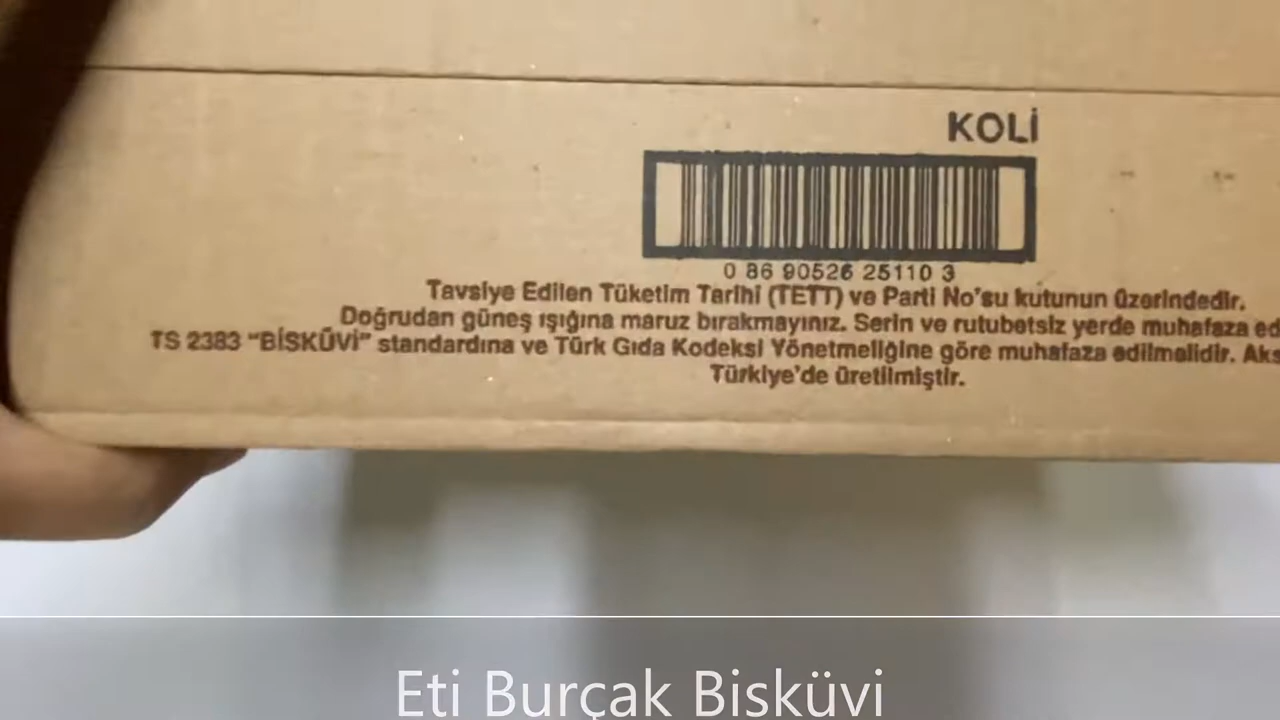 KOLİ
0 86 90526 25110 3
Tavsiye Edilen Tüketim Tarihi (TETT) ve Parti No'su kutunun üzerindedir.
Doğrudan güneş ışığına maruz bırakmayınız. Serin ve rutubetsiz yerde muhafaza ed
TS 2383 "BİSKÜVİ" standardına ve Türk Gıda Kodeksi Yönetmeliğine göre muhafaza edilmelidir. Aks
Türkiye'de üretilmiştir.
Eti Burçak Bisküvi